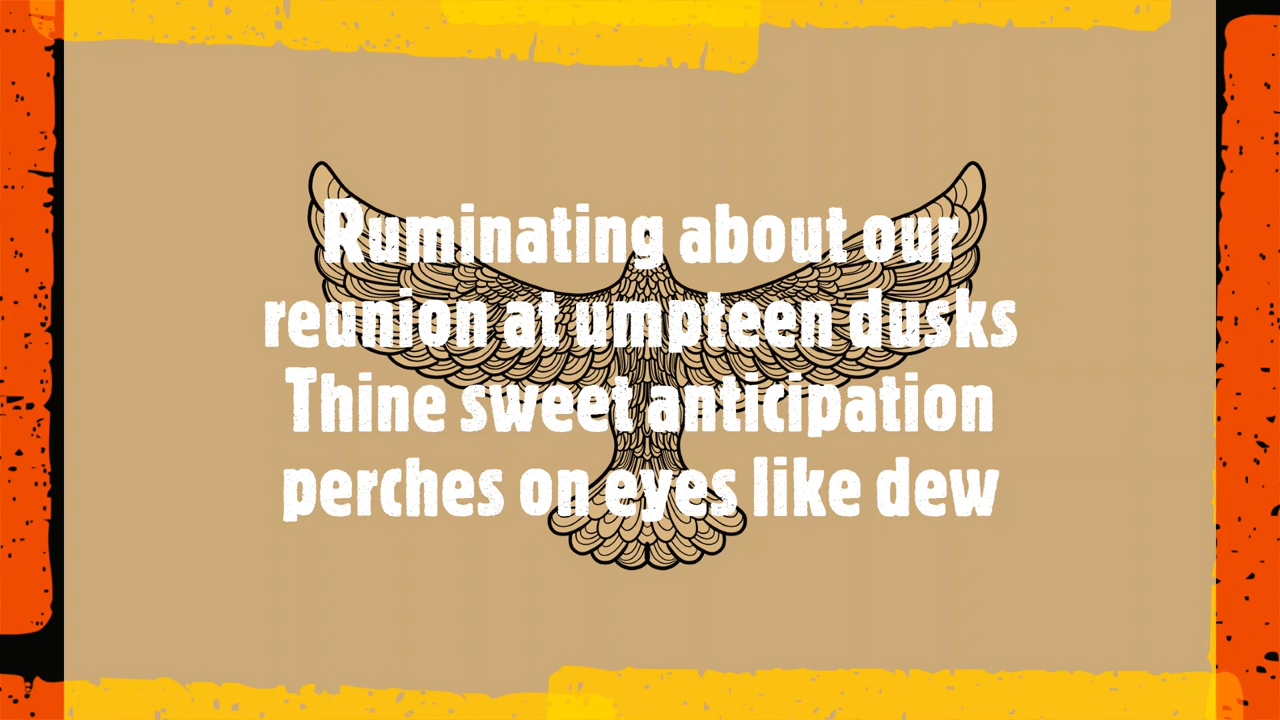 Ruminating about our
reunion at umpteen dusks
Thine sweet anticipation
perches on eyes like dew